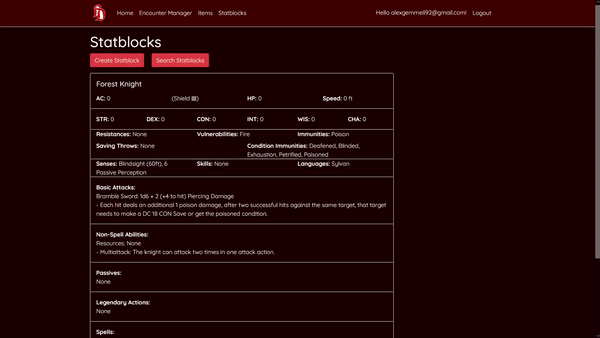 Home Encounter Manager Items Statblocks Hello alexgemmell92@gmail.com! Logout
Statblocks
Create Statblock Search Statblocks
Forest Knight
AC: 0 (Shield) HP: 0 Speed: 0 ft
STR: 0 DEX: 0 CON: 0 INT: 0 WIS: 0 CHA: 0
Resistances: None Vulnerabilities: Fire Immunities: Poison
Saving Throws: None Condition Immunities: Deafened, Blinded,
Exhaustion, Petrified, Poisoned
Senses: Blindsight (60ft), 6 Skills: None Languages: Sylvan
Passive Perception
Basic Attacks:
Bramble Sword: 1d6 + 2 (+4 to hit) Piercing Damage
- Each hit deals an additional 1 poison damage, after two successful hits against the same target, that target
needs to make a DC 18 CON Save or get the poisoned condition.
Non-Spell Abilities:
Resources: None
- Multiattack: The knight can attack two times in one attack action.
Passives:
None
Legendary Actions:
None
Spells: